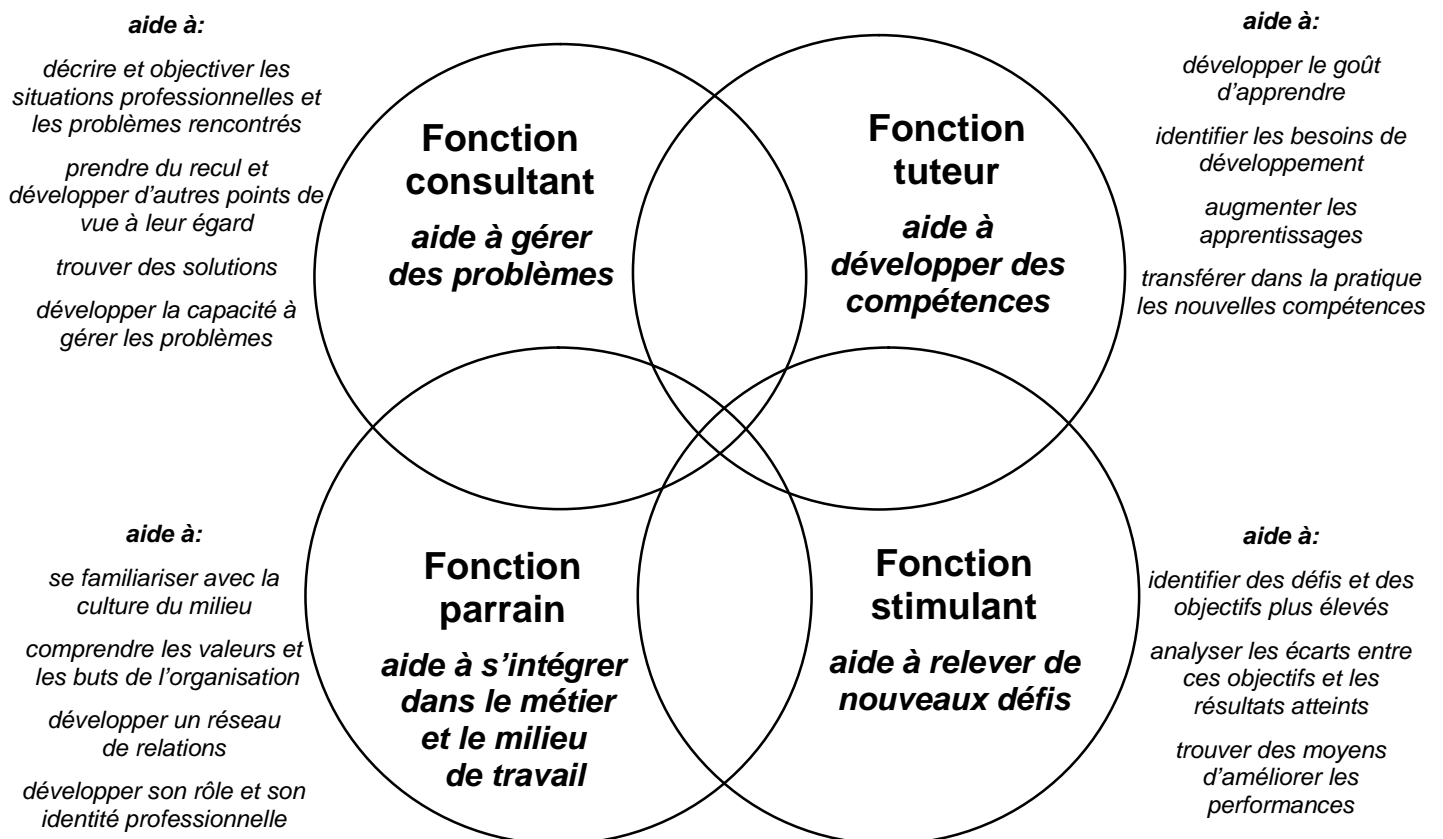 aide à:
décrire et objectiver les
situations professionnelles et
les problèmes rencontrés
prendre du recul et
développer d'autres points de
vue à leur égard
trouver des solutions
développer la capacité à
gérer les problèmes
Fonction
consultant
aide à gérer
des problèmes
Fonction
tuteur
aide à
développer des
compétences
aide à:
développer le goût
d'apprendre
identifier les besoins de
développement
augmenter les
apprentissages
transférer dans la pratique
les nouvelles compétences
aide à:
se familiariser avec la
culture du milieu
comprendre les valeurs et
les buts de l'organisation
développer un réseau
de relations
développer son rôle et son
identité professionnelle
Fonction
parrain
aide à s'intégrer
dans le métier
et le milieu
de travail
Fonction
stimulant
aide à relever de
nouveaux défis
aide à:
identifier des défis et des
objectifs plus élevés
analyser les écarts entre
ces objectifs et les
résultats atteints
trouver des moyens
d'améliorer les
performances